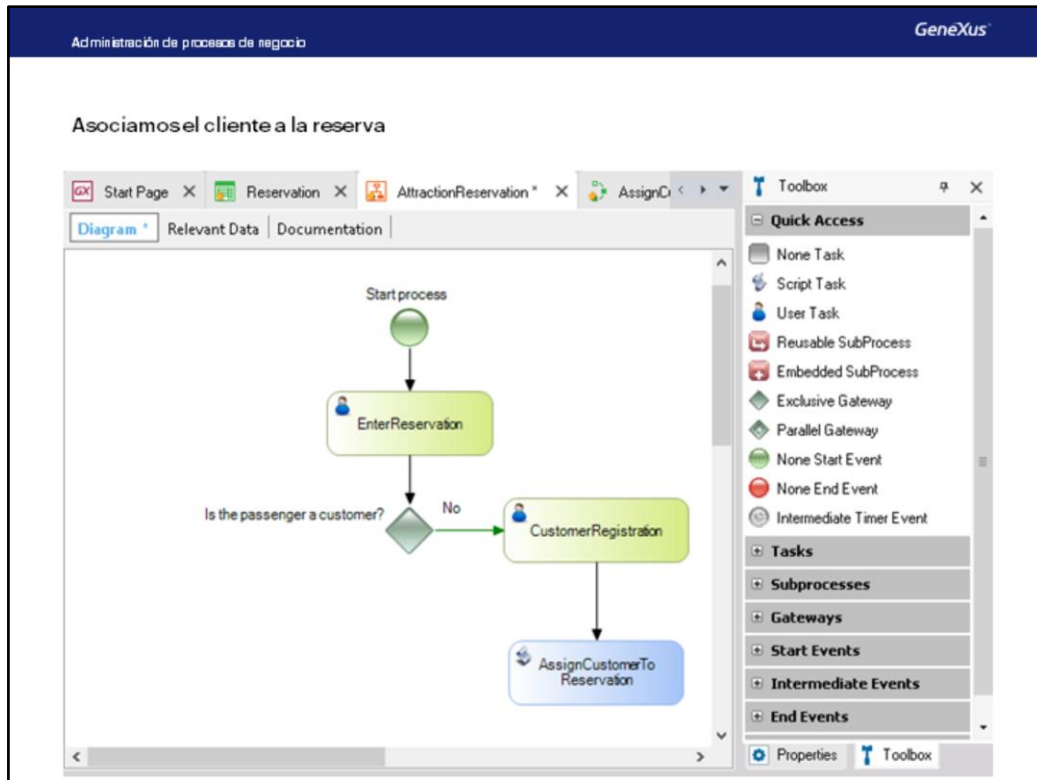 Administración de procesos de negocio
GeneXus
Asociamos el cliente a la reserva
GX Start Page Reservation AttractionReservation * AssignCu
Toolbox
Diagram * Relevant Data Documentation
Quick Access
None Task
Script Task
User Task
Reusable SubProcess
Embedded SubProcess
Exclusive Gateway
Parallel Gateway
None Start Event
None End Event
Intermediate Timer Event
Tasks
Subprocesses
Gateways
Start Events
Intermediate Events
End Events
Properties Toolbox
Start process
EnterReservation
Is the passenger a customer?
No
CustomerRegistration
AssignCustomerTo
Reservation